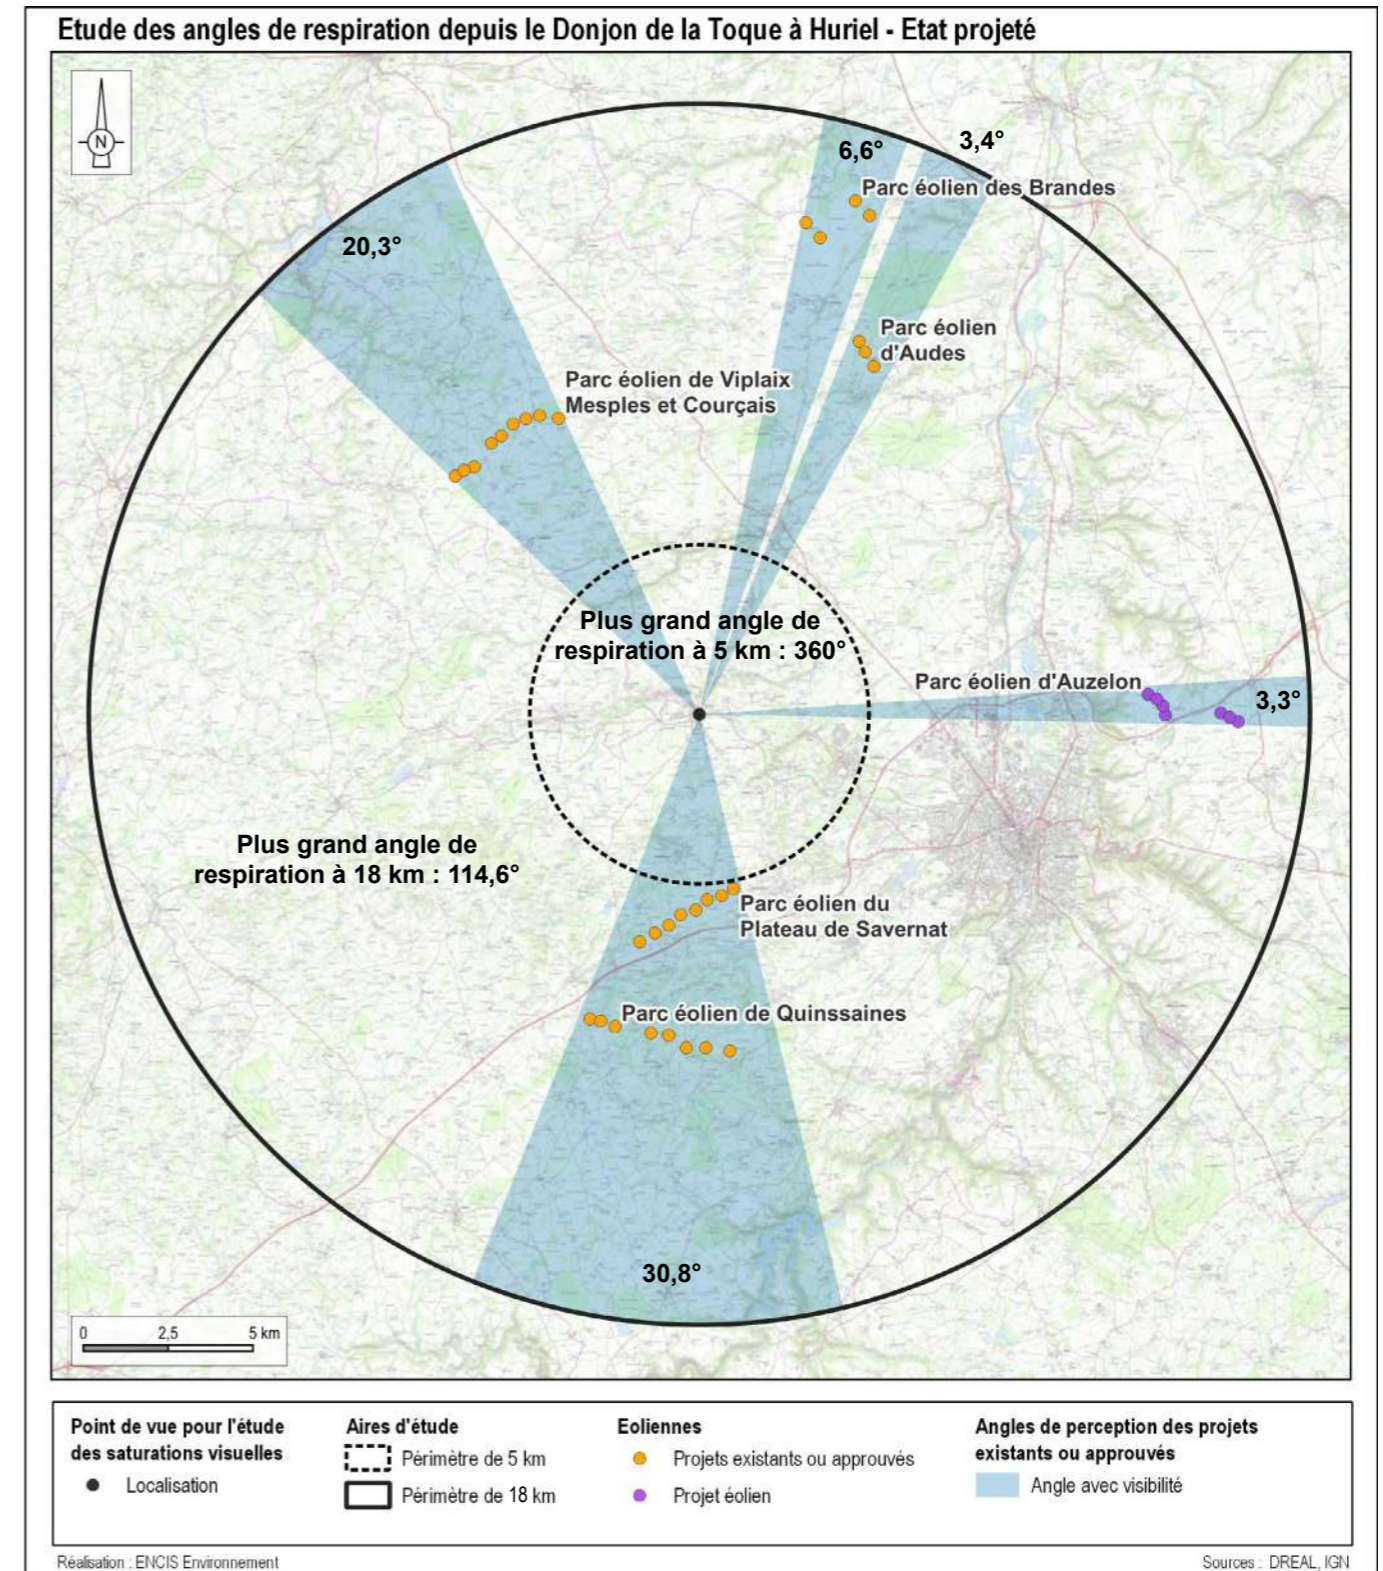 Etude des angles de respiration depuis le Donjon de la Toque à Huriel - Etat projeté
N
6,6°
3,4°
Parc éolien des Brandes
20,3°
Parc éolien
d'Audes
Parc éolien de Viplaix
Mesples et Courçais
Plus grand angle de
respiration à 5 km : 360°
Parc éolien d'Auzelon
3,3°
Plus grand angle de
respiration à 18 km : 114,6°
Parc éolien du
Plateau de Savernat
Parc éolien de Quinssaines
30,8°
0 2,5 5 km
Point de vue pour l'étude
des saturations visuelles
Localisation
Aires d'étude
Périmètre de 5 km
Périmètre de 18 km
Eoliennes
Projets existants ou approuvés
Projet éolien
Angles de perception des projets
existants ou approuvés
Angle avec visibilité
Réalisation : ENCIS Environnement
Sources : DREAL, IGN